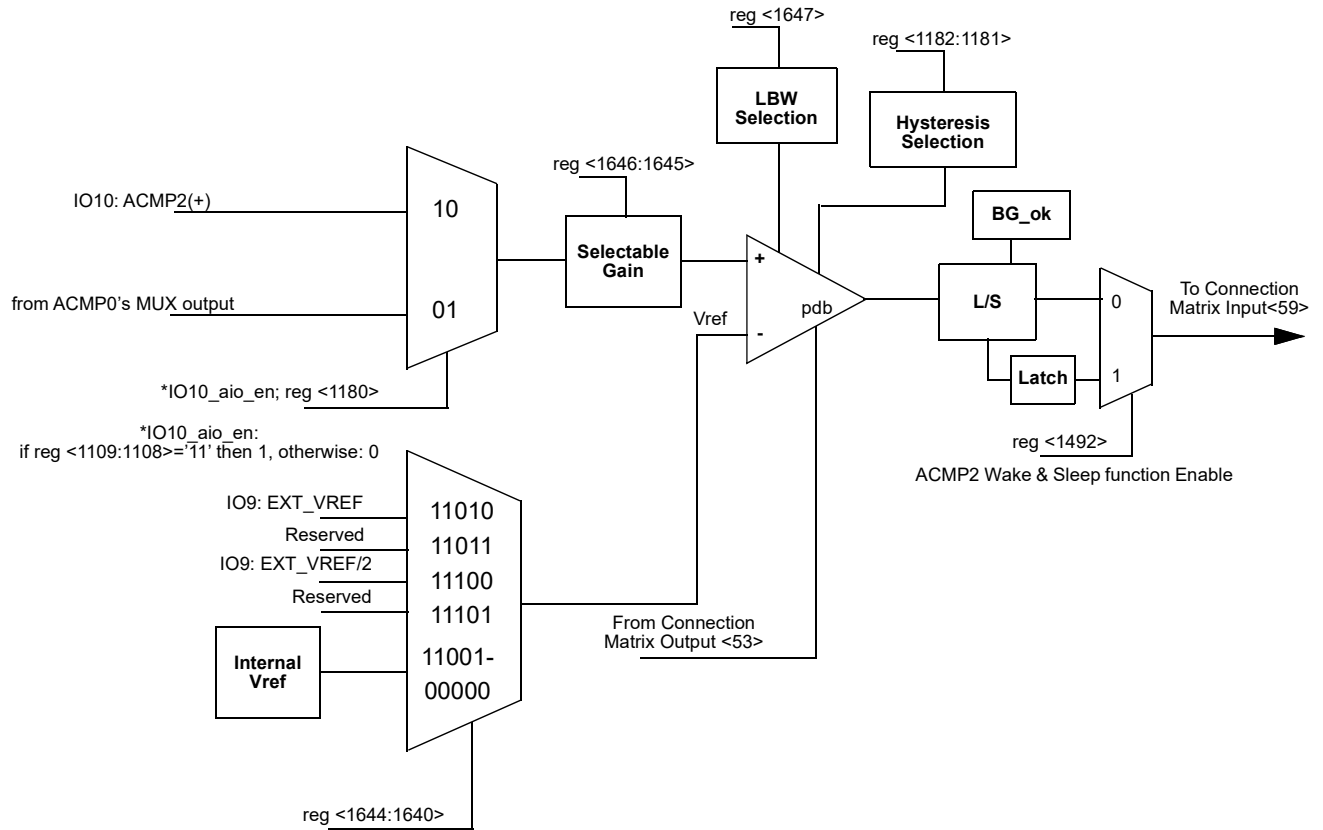 reg <1647>
reg <1182:1181>
LBW
Selection
Hysteresis
Selection
reg <1646:1645>
IO10: ACMP2(+)
10
Selectable
Gain
BG_ok
+
from ACMP0's MUX output
01
Vref
-
pdb
L/S
0
To Connection
Matrix Input<59>
Latch
1
*IO10_aio_en; reg <1180>
*IO10_aio_en:
if reg <1109:1108>='11' then 1, otherwise: 0
reg <1492>
ACMP2 Wake & Sleep function Enable
IO9: EXT_VREF
11010
Reserved
11011
IO9: EXT_VREF/2
11100
Reserved
11101
Internal
Vref
11001-
00000
From Connection
Matrix Output <53>
reg <1644:1640>